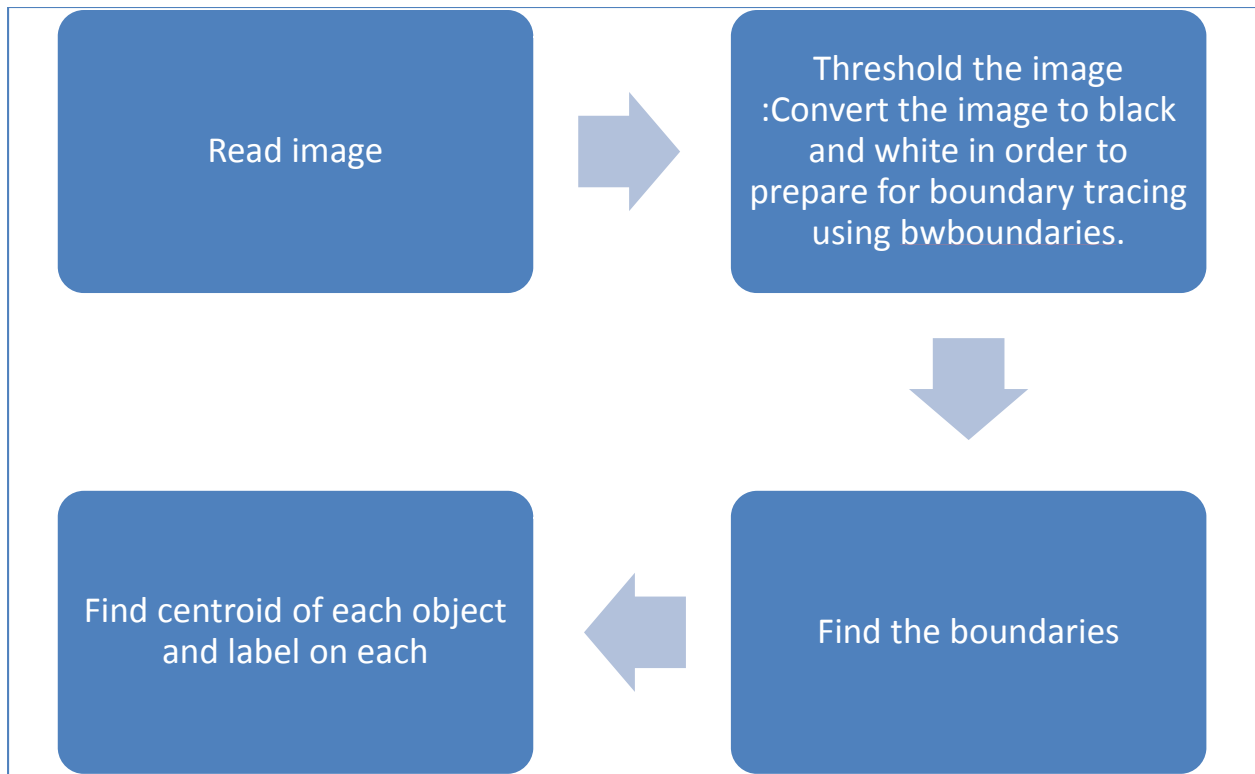 Read image
Threshold the image
:Convert the image to black
and white in order to
prepare for boundary tracing
using bwboundaries.
Find the boundaries
Find centroid of each object
and label on each